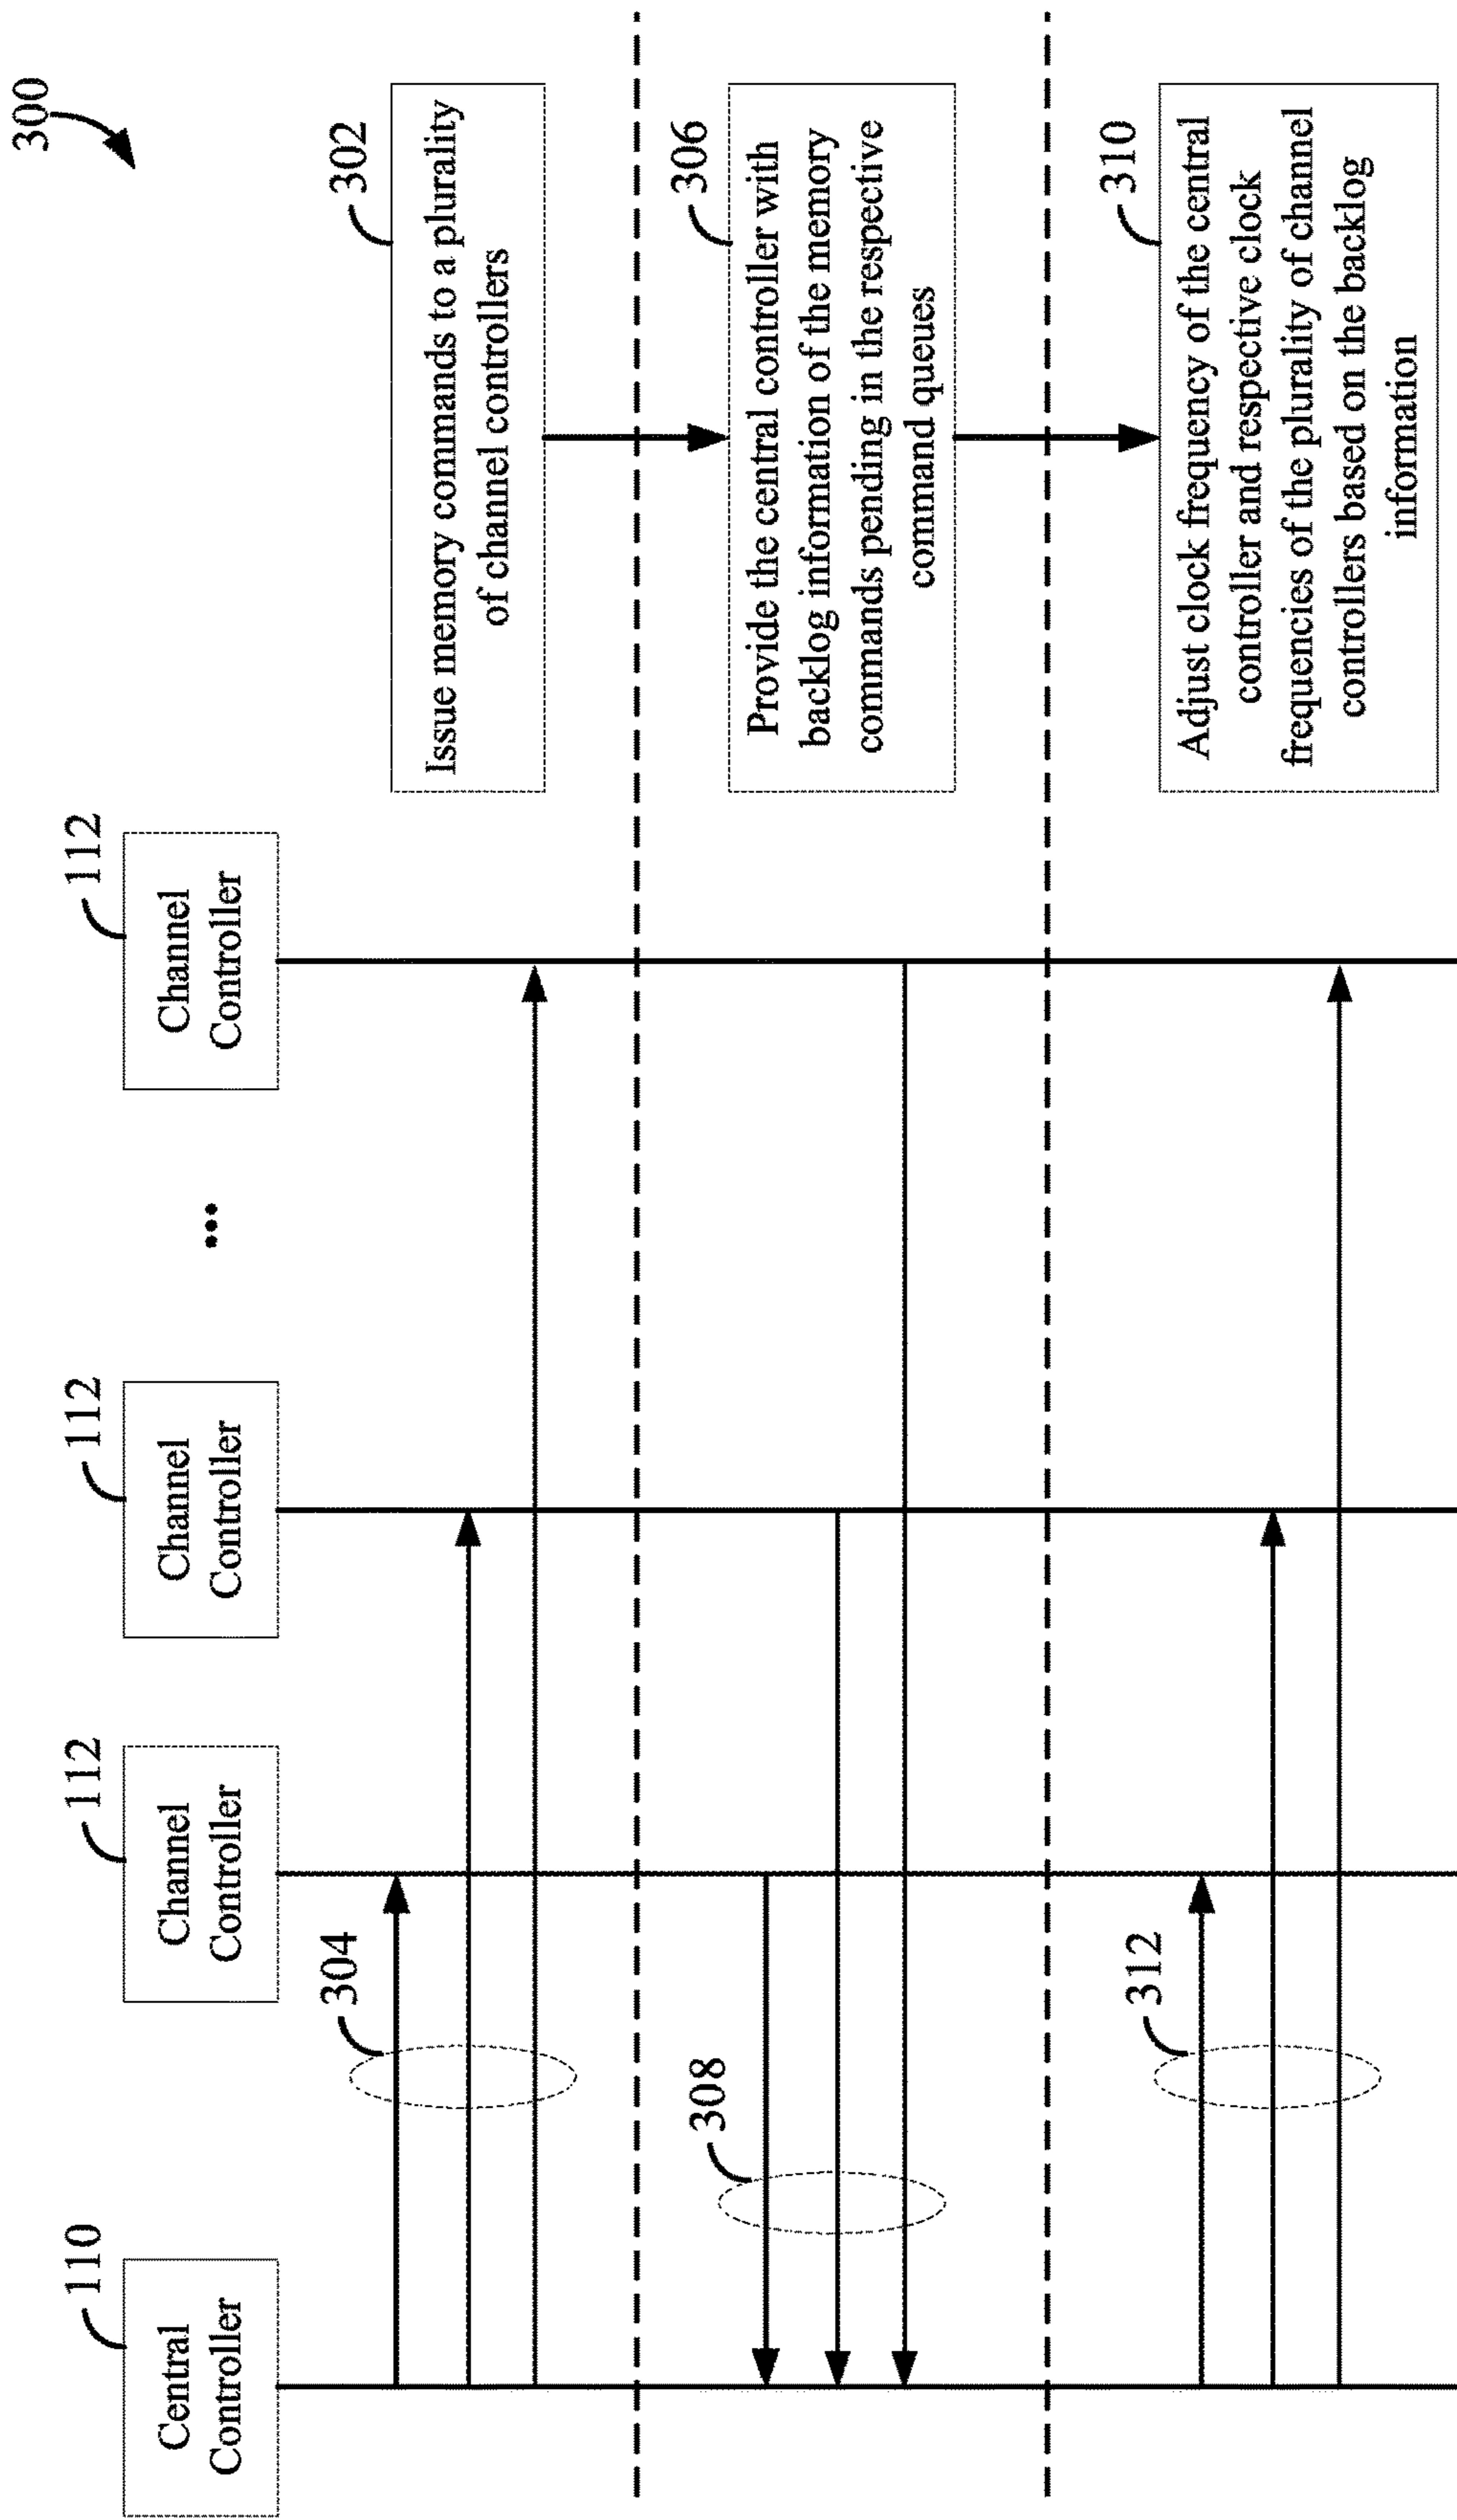 300
110
112
112
112
Central
Controller
Channel
Controller
Channel
Controller
...
Channel
Controller
302
Issue memory commands to a plurality
of channel controllers
304
306
Provide the central controller with
backlog information of the memory
commands pending in the respective
command queues
308
310
Adjust clock frequency of the central
controller and respective clock
frequencies of the plurality of channel
controllers based on the backlog
information
312